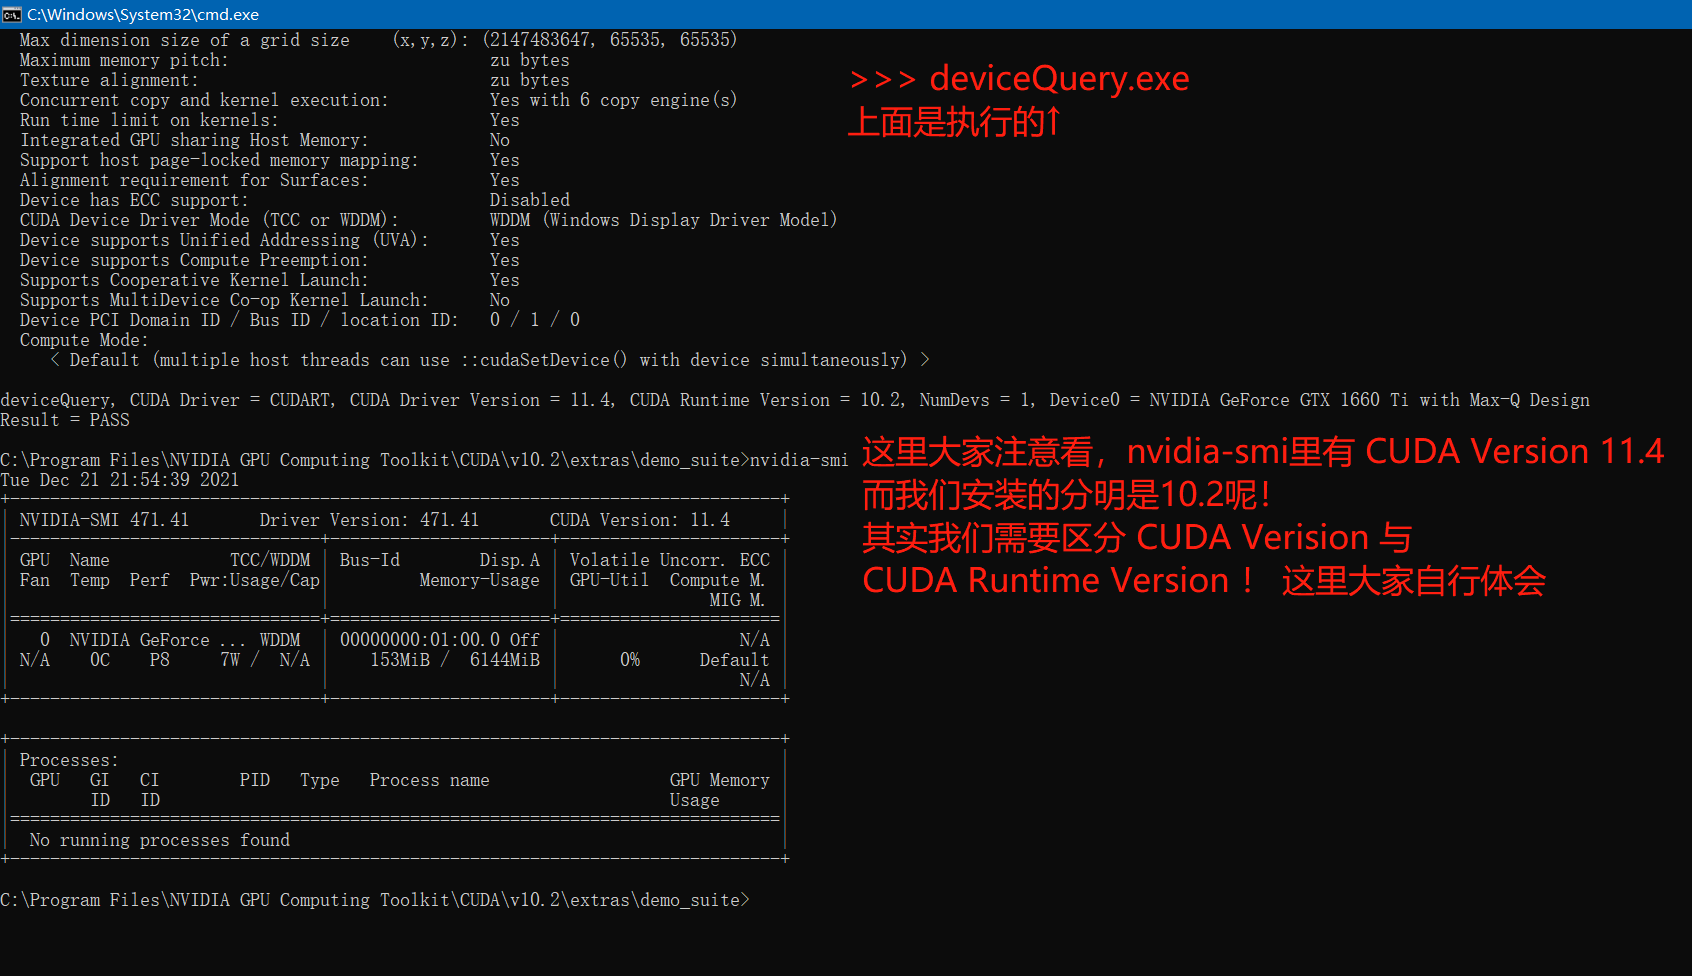 C:\Windows\System32\cmd.exe
Max dimension size of a grid size    (x,y,z): (2147483647, 65535, 65535)
Maximum memory pitch:                          zu bytes
Texture alignment:                             zu bytes
Concurrent copy and kernel execution:          Yes with 6 copy engine(s)
Run time limit on kernels:                     Yes
Integrated GPU sharing Host Memory:            No
Support host page-locked memory mapping:       Yes
Alignment requirement for Surfaces:            Yes
Device has ECC support:                        Disabled
CUDA Device Driver Mode (TCC or WDDM):         WDDM (Windows Display Driver Model)
Device supports Unified Addressing (UVA):      Yes
Device supports Compute Preemption:            Yes
Supports Cooperative Kernel Launch:            Yes
Supports MultiDevice Co-op Kernel Launch:      No
Device PCI Domain ID / Bus ID / location ID:   0 / 1 / 0
Compute Mode:
< Default (multiple host threads can use ::cudaSetDevice() with device simultaneously) >
>>> deviceQuery.exe
上面是执行的↑
deviceQuery, CUDA Driver = CUDART, CUDA Driver Version = 11.4, CUDA Runtime Version = 10.2, NumDevs = 1, Device0 = NVIDIA GeForce GTX 1660 Ti with Max-Q Design
Result = PASS
C:\Program Files\NVIDIA GPU Computing Toolkit\CUDA\v10.2\extras\demo_suite>nvidia-smi
Tue Dec 21 21:54:39 2021
NVIDIA-SMI 471.41       Driver Version: 471.41       CUDA Version: 11.4
GPU  Name            TCC/WDDM | Bus-Id        Disp.A | Volatile Uncorr. ECC
Fan  Temp  Perf  Pwr:Usage/Cap|         Memory-Usage | GPU-Util  Compute M.
MIG M.
0  NVIDIA GeForce ...  WDDM | 00000000:01:00.0 Off | N/A
N/A    0C    P8     7W /  N/A |    153MiB /  6144MiB |      0%      Default
N/A
这里大家注意看，nvidia-smi里有 CUDA Version 11.4
而我们安装的分明是10.2呢！
其实我们需要区分 CUDA Verision 与
CUDA Runtime Version ！ 这里大家自行体会
Processes:
GPU   GI   CI        PID   Type   Process name                  GPU Memory
ID   ID                                                   Usage
No running processes found
C:\Program Files\NVIDIA GPU Computing Toolkit\CUDA\v10.2\extras\demo_suite>